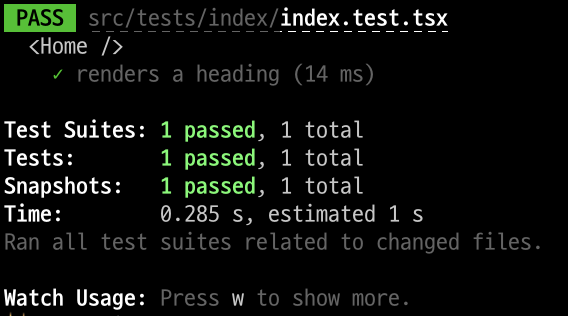 PASS src/tests/index/index.test.tsx
<Home />
✓ renders a heading (14 ms)
Test Suites: 1 passed, 1 total
Tests: 1 passed, 1 total
Snapshots: 1 passed, 1 total
Time: 0.285 s, estimated 1 s
Ran all test suites related to changed files.
Watch Usage: Press w to show more.